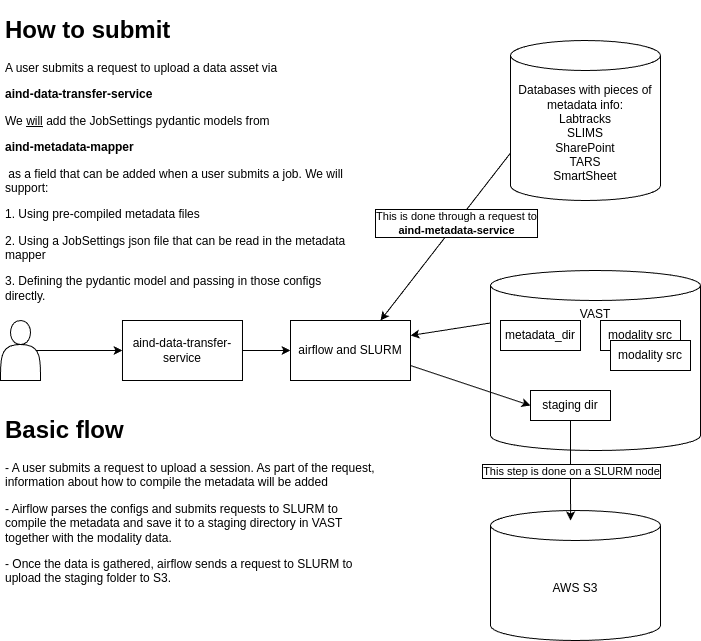 How to submit
A user submits a request to upload a data asset via
aind-data-transfer-service
We will add the JobSettings pydantic models from
aind-metadata-mapper
as a field that can be added when a user submits a job. We will
support:
1. Using pre-compiled metadata files
2. Using a JobSettings json file that can be read in the metadata
mapper
3. Defining the pydantic model and passing in those configs
directly.
Databases with pieces of
metadata info:
Labtracks
SLIMS
SharePoint
TARS
SmartSheet
This is done through a request to
aind-metadata-service
aind-data-transfer-
service
airflow and SLURM
VAST
metadata_dir
modality src
modality src
staging dir
This step is done on a SLURM node
AWS S3
Basic flow
- A user submits a request to upload a session. As part of the request,
information about how to compile the metadata will be added
- Airflow parses the configs and submits requests to SLURM to
compile the metadata and save it to a staging directory in VAST
together with the modality data.
- Once the data is gathered, airflow sends a request to SLURM to
upload the staging folder to S3.